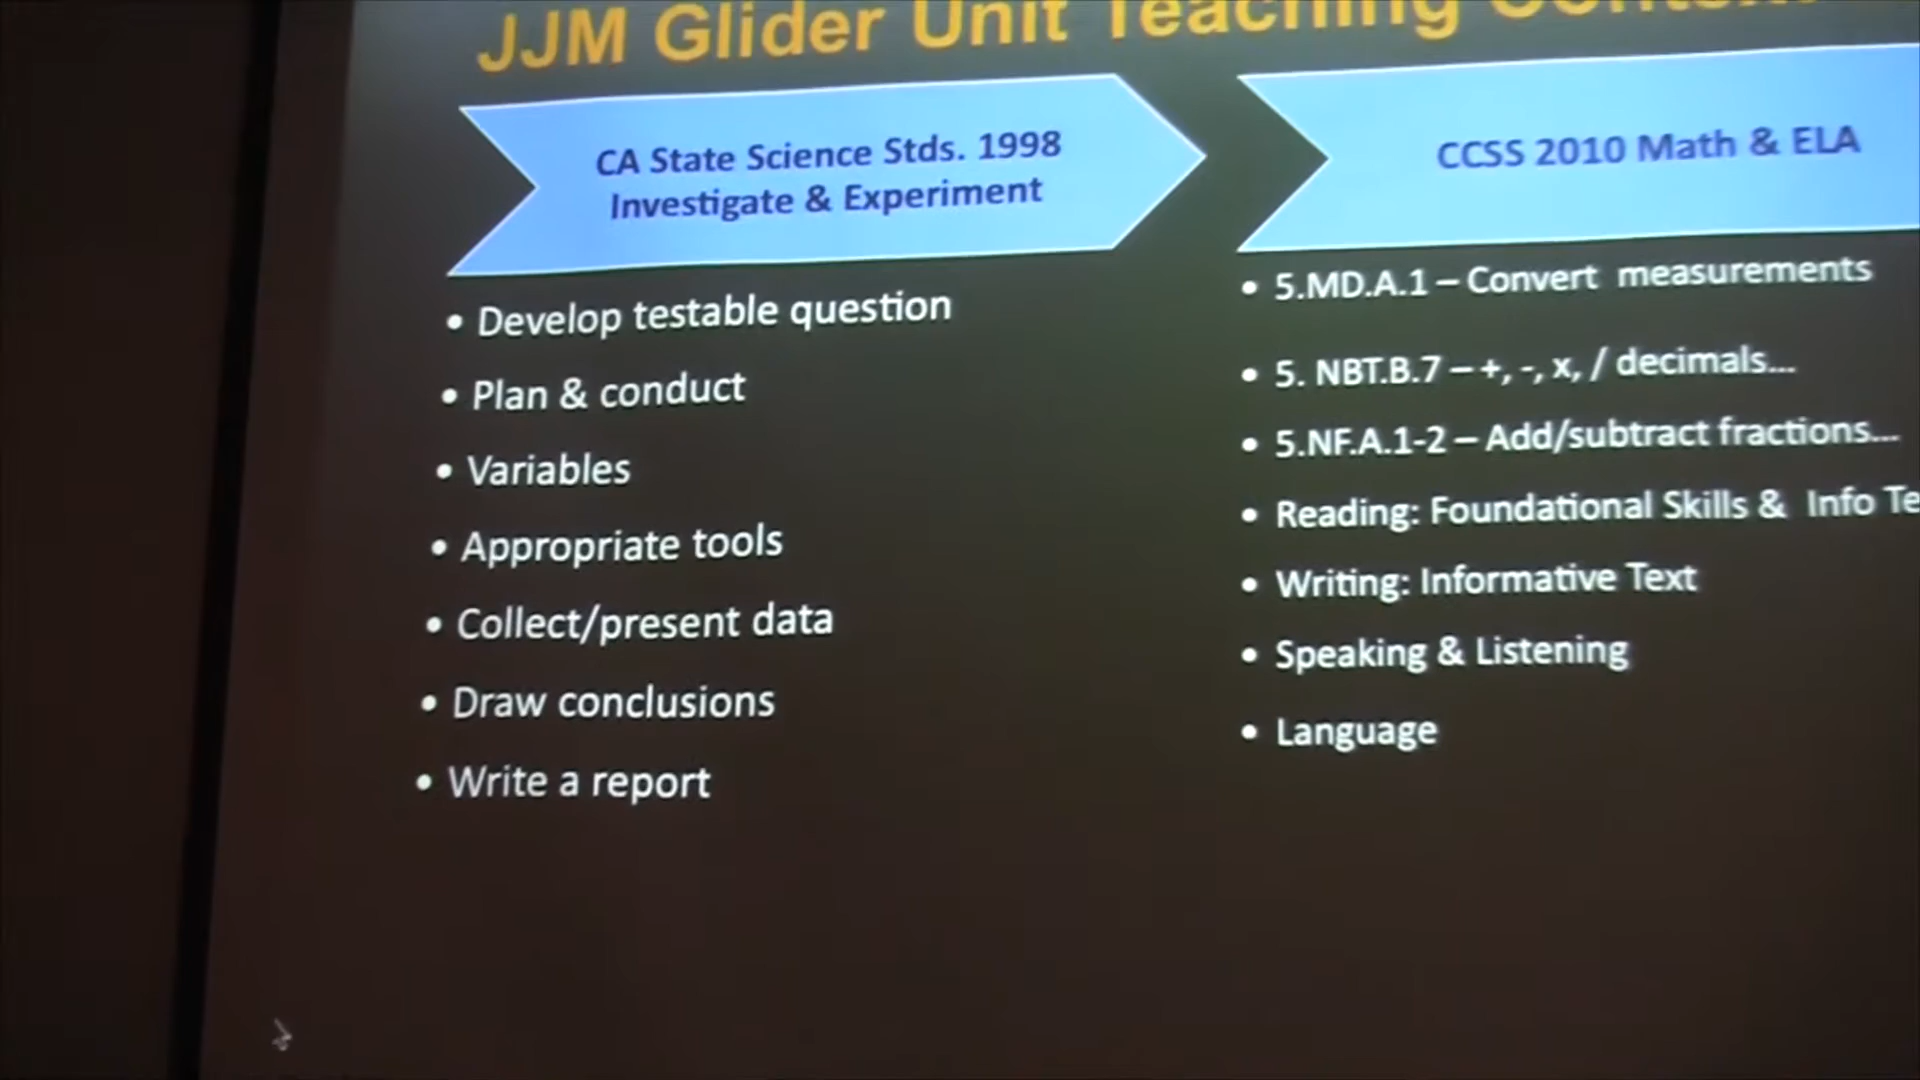 JJM Glider Unit Teaching
CA State Science Stds. 1998
Investigate & Experiment
• Develop testable question
• Plan & conduct
• Variables
• Appropriate tools
• Collect/present data
• Draw conclusions
• Write a report
CCSS 2010 Math & ELA
• 5.MD.A.1 – Convert measurements
• 5. NBT.B.7 – +, -, x, / decimals...
• 5.NF.A.1-2 – Add/subtract fractions...
• Reading: Foundational Skills & Info
• Writing: Informative Text
• Speaking & Listening
• Language